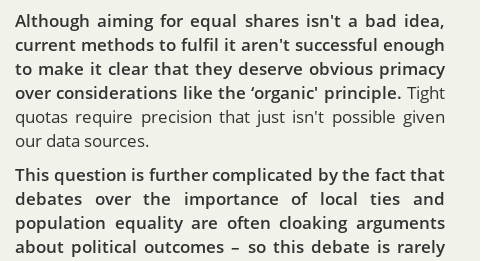 Although aiming for equal shares isn't a bad idea,
current methods to fulfil it aren't successful enough
to make it clear that they deserve obvious primacy
over considerations like the ‘organic' principle. Tight
quotas require precision that just isn't possible given
our data sources.
This question is further complicated by the fact that
debates over the importance of local ties and
population equality are often cloaking arguments
about political outcomes – so this debate is rarely